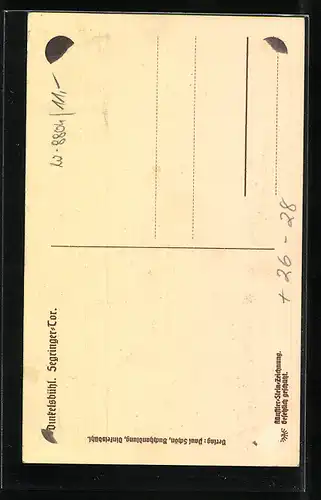 Dinkelsbühl. Segringer-Tor.
W-8804/11,-
Verlag: Paul Schön, Buchhandlung, Dinkelsbühl.
Künstler-Stein-Zeichnung.
Gesetzlich geschützt.
+ 26 - 28